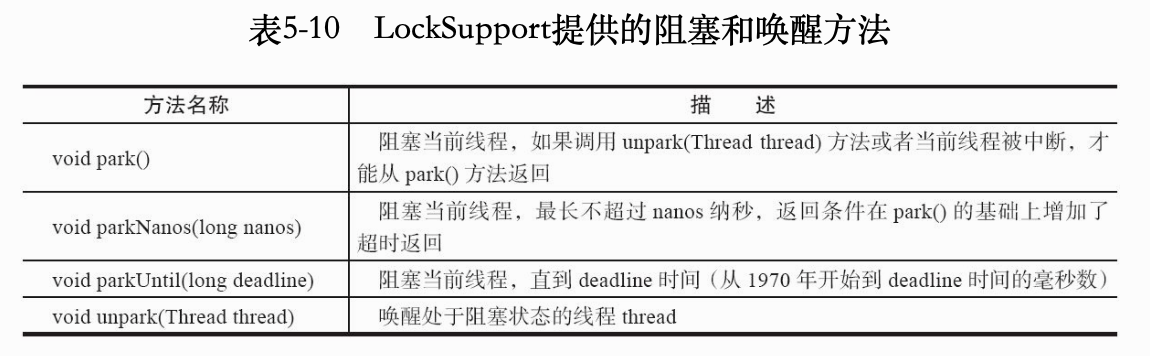 表5-10 LockSupport提供的阻塞和唤醒方法
方法名称 描 述
void park() 阻塞当前线程，如果调用 unpark(Thread thread) 方法或者当前线程被中断，才
能从 park() 方法返回
void parkNanos(long nanos) 阻塞当前线程，最长不超过 nanos 纳秒，返回条件在 park() 的基础上增加了
超时返回
void parkUntil(long deadline) 阻塞当前线程，直到 deadline 时间（从 1970 年开始到 deadline 时间的毫秒数）
void unpark(Thread thread) 唤醒处于阻塞状态的线程 thread